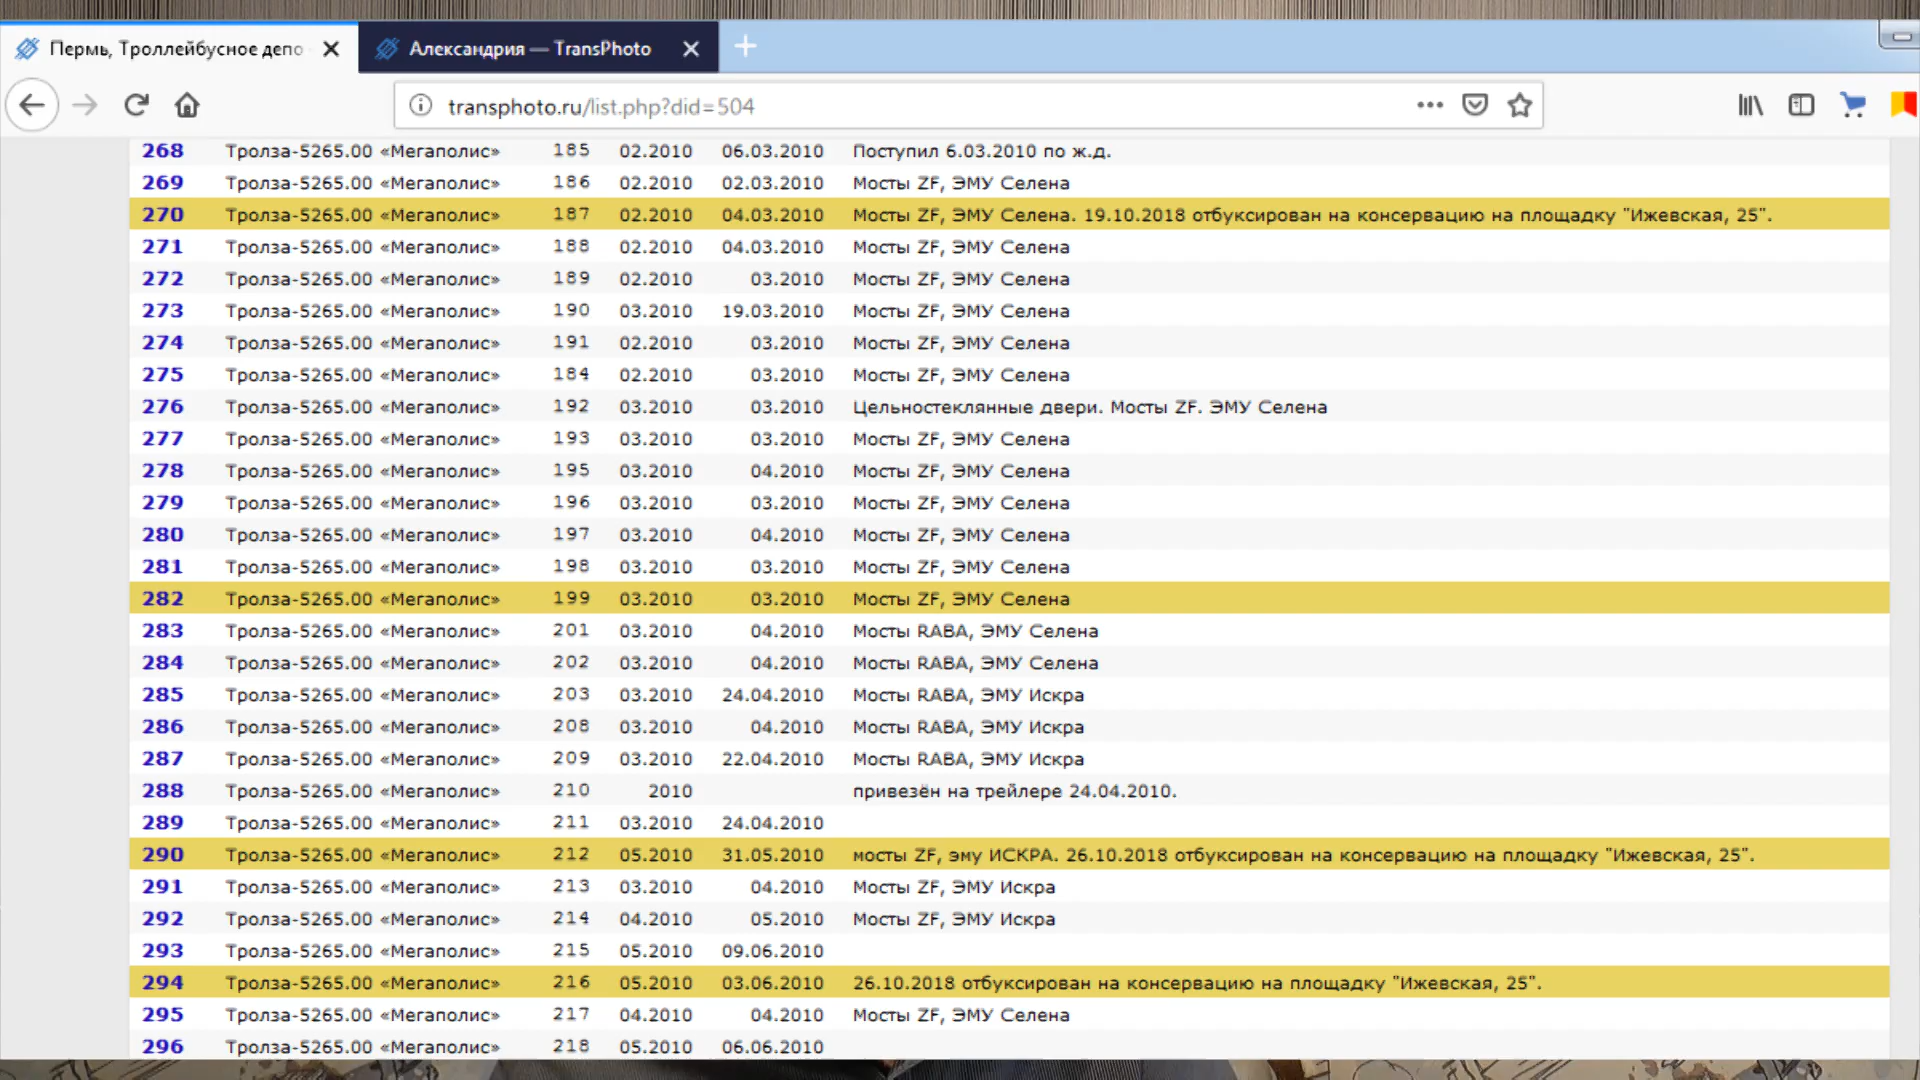 Пермь, Троллейбусное депо
Александрия — TransPhoto
transphoto.ru/list.php?did=504
268 Тролза-5265.00 «Мегаполис» 185 02.2010 06.03.2010 Поступил 6.03.2010 по ж.д.
269 Тролза-5265.00 «Мегаполис» 186 02.2010 02.03.2010 Мосты ZF, ЭМУ Селена
270 Тролза-5265.00 «Мегаполис» 187 02.2010 04.03.2010 Мосты ZF, ЭМУ Селена. 19.10.2018 отбуксирован на консервацию на площадку "Ижевская, 25".
271 Тролза-5265.00 «Мегаполис» 188 02.2010 04.03.2010 Мосты ZF, ЭМУ Селена
272 Тролза-5265.00 «Мегаполис» 189 02.2010 03.2010 Мосты ZF, ЭМУ Селена
273 Тролза-5265.00 «Мегаполис» 190 03.2010 19.03.2010 Мосты ZF, ЭМУ Селена
274 Тролза-5265.00 «Мегаполис» 191 02.2010 03.2010 Мосты ZF, ЭМУ Селена
275 Тролза-5265.00 «Мегаполис» 184 02.2010 03.2010 Мосты ZF, ЭМУ Селена
276 Тролза-5265.00 «Мегаполис» 192 03.2010 03.2010 Цельностеклянные двери. Мосты ZF. ЭМУ Селена
277 Тролза-5265.00 «Мегаполис» 193 03.2010 03.2010 Мосты ZF, ЭМУ Селена
278 Тролза-5265.00 «Мегаполис» 195 03.2010 04.2010 Мосты ZF, ЭМУ Селена
279 Тролза-5265.00 «Мегаполис» 196 03.2010 03.2010 Мосты ZF, ЭМУ Селена
280 Тролза-5265.00 «Мегаполис» 197 03.2010 04.2010 Мосты ZF, ЭМУ Селена
281 Тролза-5265.00 «Мегаполис» 198 03.2010 03.2010 Мосты ZF, ЭМУ Селена
282 Тролза-5265.00 «Мегаполис» 199 03.2010 03.2010 Мосты ZF, ЭМУ Селена
283 Тролза-5265.00 «Мегаполис» 201 03.2010 04.2010 Мосты RABA, ЭМУ Селена
284 Тролза-5265.00 «Мегаполис» 202 03.2010 04.2010 Мосты RABA, ЭМУ Селена
285 Тролза-5265.00 «Мегаполис» 203 03.2010 24.04.2010 Мосты RABA, ЭМУ Искра
286 Тролза-5265.00 «Мегаполис» 208 03.2010 04.2010 Мосты RABA, ЭМУ Искра
287 Тролза-5265.00 «Мегаполис» 209 03.2010 22.04.2010 Мосты RABA, ЭМУ Искра
288 Тролза-5265.00 «Мегаполис» 210 2010 привезён на трейлере 24.04.2010.
289 Тролза-5265.00 «Мегаполис» 211 03.2010 24.04.2010
290 Тролза-5265.00 «Мегаполис» 212 05.2010 31.05.2010 мосты ZF, эму ИСКРА. 26.10.2018 отбуксирован на консервацию на площадку "Ижевская, 25".
291 Тролза-5265.00 «Мегаполис» 213 03.2010 04.2010 Мосты ZF, ЭМУ Искра
292 Тролза-5265.00 «Мегаполис» 214 04.2010 05.2010 Мосты ZF, ЭМУ Искра
293 Тролза-5265.00 «Мегаполис» 215 05.2010 09.06.2010
294 Тролза-5265.00 «Мегаполис» 216 05.2010 03.06.2010 26.10.2018 отбуксирован на консервацию на площадку "Ижевская, 25".
295 Тролза-5265.00 «Мегаполис» 217 04.2010 04.2010 Мосты ZF, ЭМУ Селена
296 Тролза-5265.00 «Мегаполис» 218 05.2010 06.06.2010